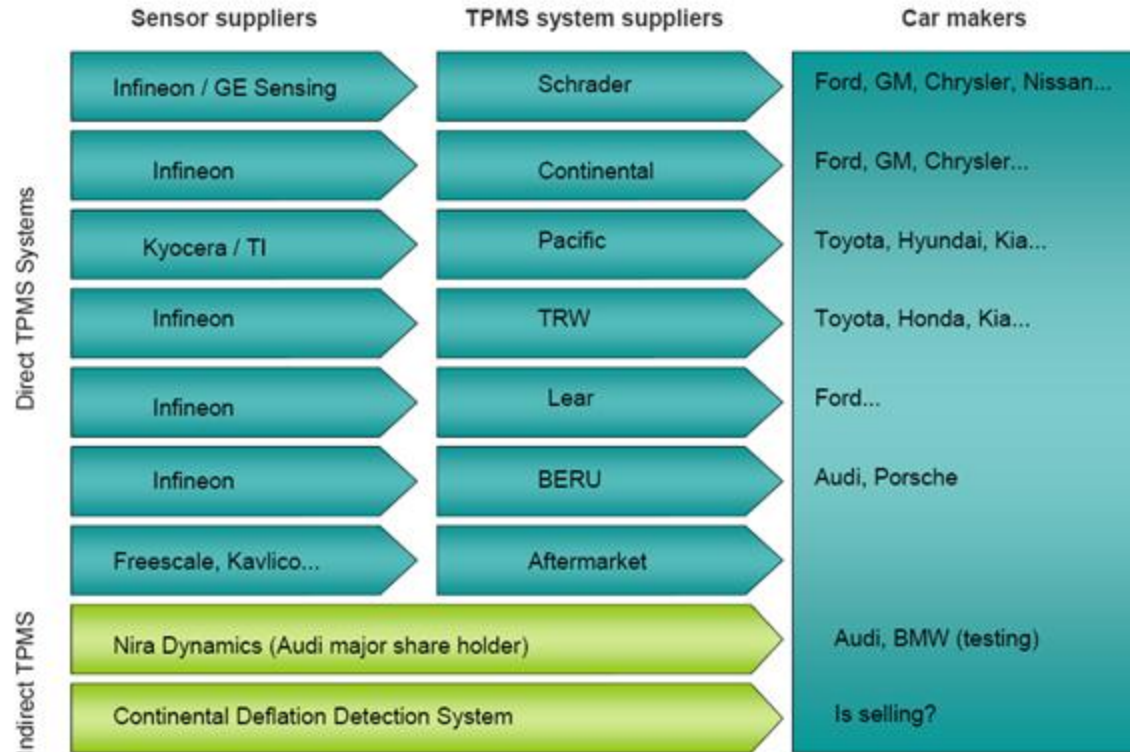 Sensor suppliers TPMS system suppliers Car makers
Direct TPMS Systems
Infineon / GE Sensing Schrader Ford, GM, Chrysler, Nissan...
Infineon Continental Ford, GM, Chrysler...
Kyocera / TI Pacific Toyota, Hyundai, Kia...
Infineon TRW Toyota, Honda, Kia...
Infineon Lear Ford...
Infineon BERU Audi, Porsche
Freescale, Kavlico... Aftermarket
Indirect TPMS
Nira Dynamics (Audi major share holder) Audi, BMW (testing)
Continental Deflation Detection System Is selling?